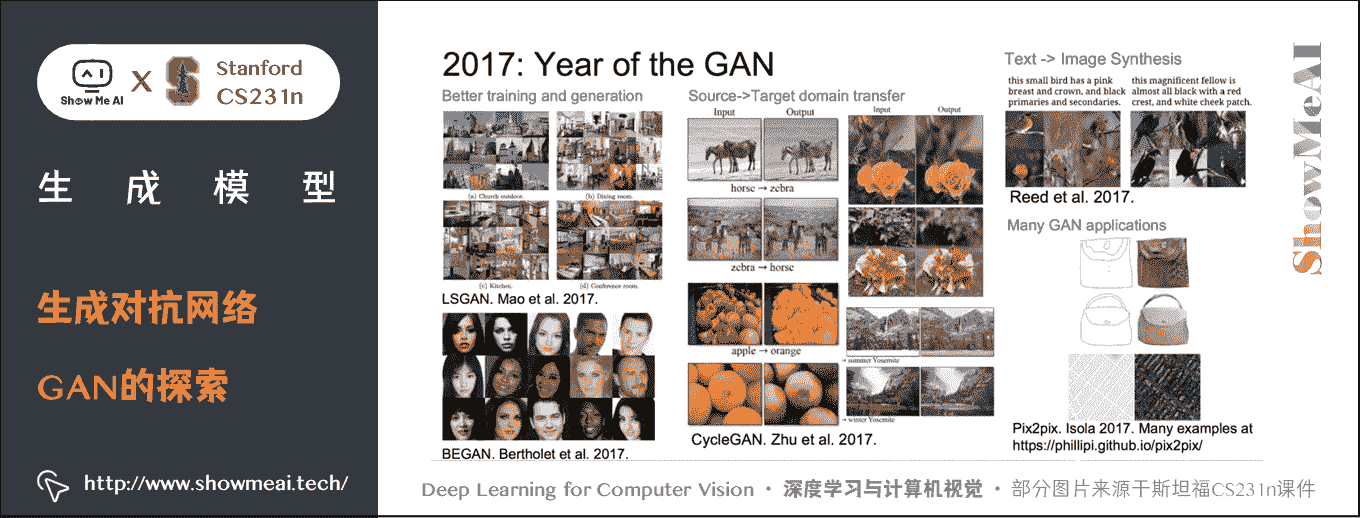 Show Me AI
X
Stanford
CS231n
生成模型
生成对抗网络
GAN的探索
http://www.showmeai.tech/
2017: Year of the GAN
Better training and generation
(a) Church outdoor.
(b) Dining room.
(c) Kitchen.
(d) Conference room.
LSGAN. Mao et al. 2017.
BEGAN. Bertholet et al. 2017.
Source->Target domain transfer
Input
Output
horse → zebra
zebra → horse
apple → orange
Input
Output
→ summer Yosemite
→ winter Yosemite
CycleGAN. Zhu et al. 2017.
Text -> Image Synthesis
this small bird has a pink
breast and crown, and black
primaries and secondaries.
this magnificent fellow is
almost all black with a red
crest, and white cheek patch.
Reed et al. 2017.
Many GAN applications
Pix2pix. Isola 2017. Many examples at
https://phillipi.github.io/pix2pix/
ShowMeAI
Deep Learning for Computer Vision · 深度学习与计算机视觉 · 部分图片来源于斯坦福CS231n课件